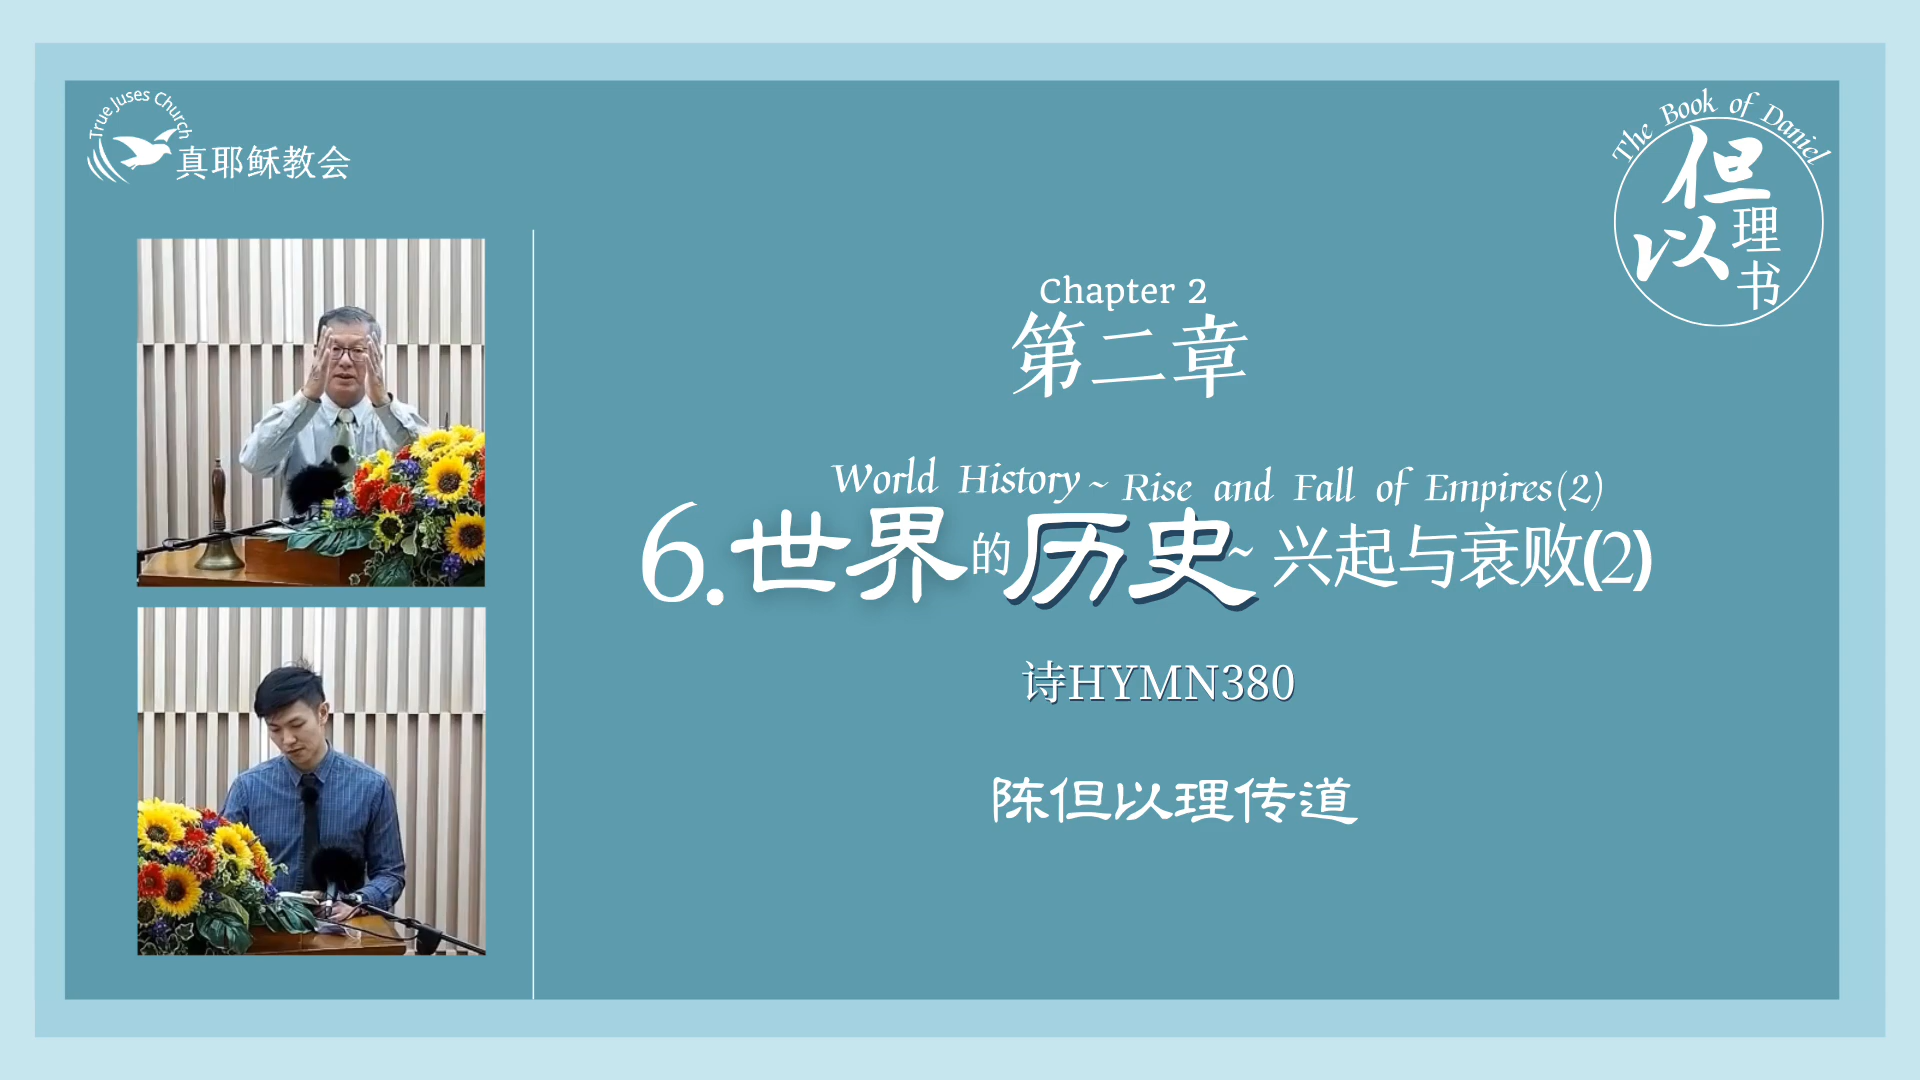 True Juses Church
真耶稣教会
The Book of Daniel
但以理书
Chapter 2
第二章
World History~Rise and Fall of Empires(2)
6.世界的历史~兴起与衰败(2)
诗HYMN380
陈但以理传道